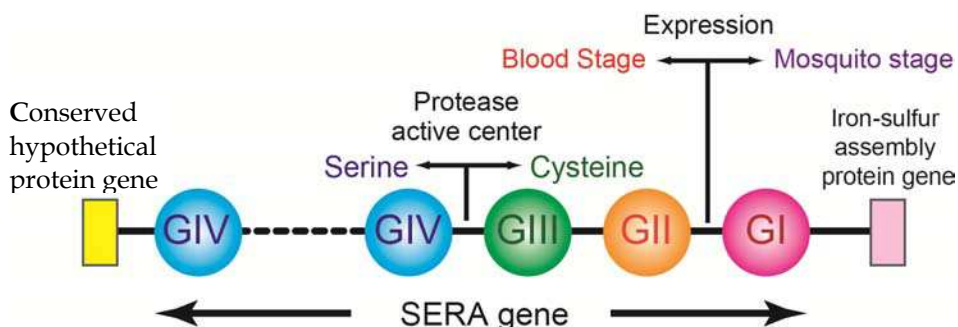 Expression
Blood Stage
Mosquito stage
Conserved
hypothetical
protein gene
Protease
active center
Serine
Cysteine
Iron-sulfur
assembly
protein gene
GIV
GIV
GIII
GII
GI
SERA gene